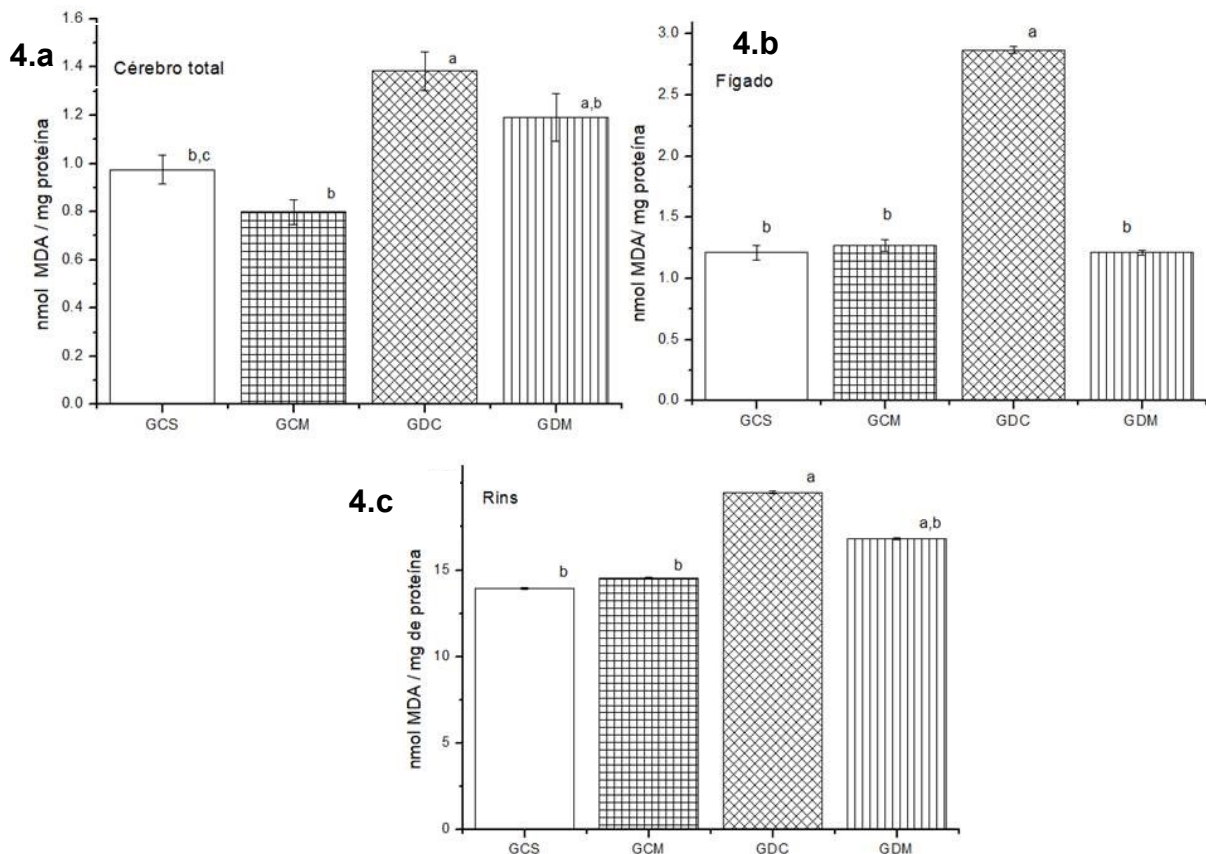 4.a
Cérebro total
nmol MDA / mg proteína
1.6
1.4
1.2
1.0
0.8
0.6
0.4
0.2
0.0
b,c
b
a
a,b
GCS GCM GDC GDM
4.b
Fígado
nmol MDA/ mg proteína
3.0
2.5
2.0
1.5
1.0
0.5
0.0
b
b
a
b
GCS GCM GDC GDM
4.c
Rins
nmol MDA / mg de proteína
15
10
5
0
b
b
a
a,b
GCS GCM GDC GDM